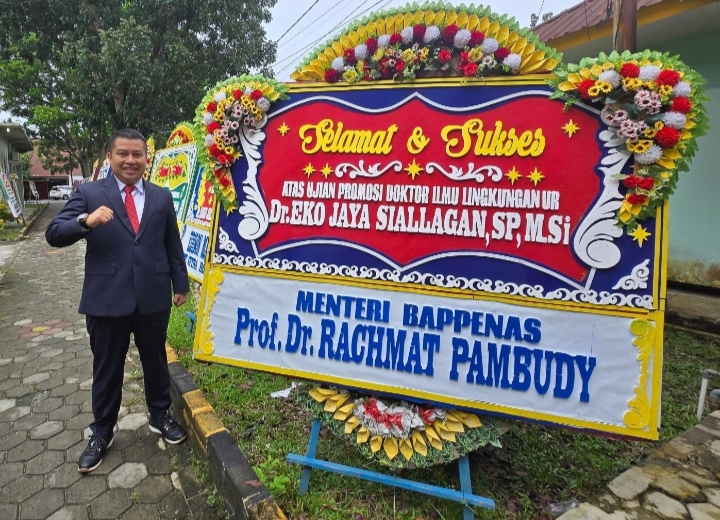 Selamat & Sukses
ATAS UJIAN PROMOSI DOKTOR ILMU LINGKUNGAN UR
Dr. EKO JAYA SIALLAGAN, SP, M.Si
MENTERI BAPPENAS
Prof. Dr. RACHMAT PAMBUDY